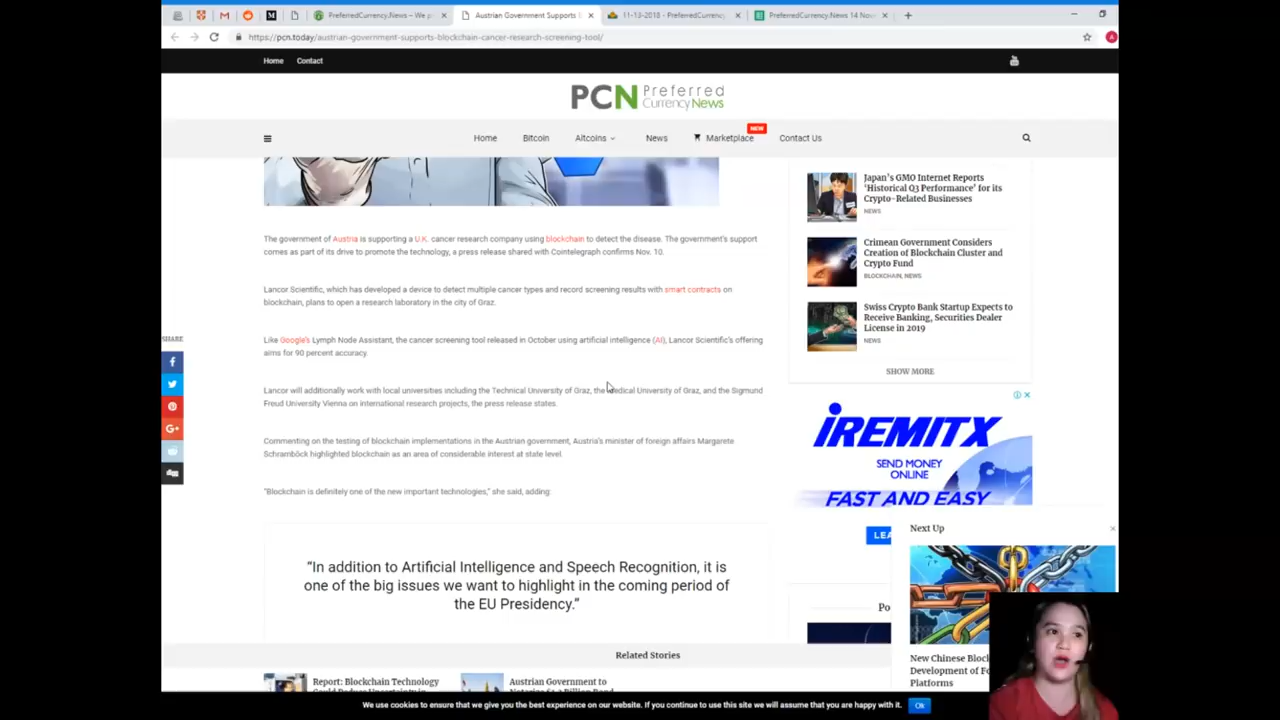 PreferredCurrency.News – We p
Austrian Government Supports
11-13-2018 - PreferredCurrency
PreferredCurrency.News 14 Nov
https://pcn.today/austrian-government-supports-blockchain-cancer-research-screening-tool/
Home Contact
PCN Preferred
Currency News
NEW
Home Bitcoin Altcoins News Marketplace Contact Us
The government of Austria is supporting a U.K. cancer research company using blockchain to detect the disease. The government's support
comes as part of its drive to promote the technology, a press release shared with Cointelegraph confirms Nov. 10.
Lancor Scientific, which has developed a device to detect multiple cancer types and record screening results with smart contracts on
blockchain, plans to open a research laboratory in the city of Graz.
SHARE
Like Google's Lymph Node Assistant, the cancer screening tool released in October using artificial intelligence (AI), Lancor Scientific's offering
aims for 90 percent accuracy.
Lancor will additionally work with local universities including the Technical University of Graz, the Medical University of Graz, and the Sigmund
Freud University Vienna on international research projects, the press release states.
Commenting on the testing of blockchain implementations in the Austrian government, Austria's minister of foreign affairs Margarete
Schramböck highlighted blockchain as an area of considerable interest at state level.
"Blockchain is definitely one of the new important technologies," she said, adding:
"In addition to Artificial Intelligence and Speech Recognition, it is
one of the big issues we want to highlight in the coming period of
the EU Presidency."
Japan's GMO Internet Reports
'Historical Q3 Performance' for its
Crypto-Related Businesses
NEWS
Crimean Government Considers
Creation of Blockchain Cluster and
Crypto Fund
BLOCKCHAIN, NEWS
Swiss Crypto Bank Startup Expects to
Receive Banking, Securities Dealer
License in 2019
NEWS
SHOW MORE
iREMITX
SEND MONEY
ONLINE
FAST AND EASY
LEA
Po
Next Up
New Chinese Block
Development of Fo
Platforms
Related Stories
Report: Blockchain Technology
Austrian Government to
We use cookies to ensure that we give you the best experience on our website. If you continue to use this site we will assume that you are happy with it. Ok